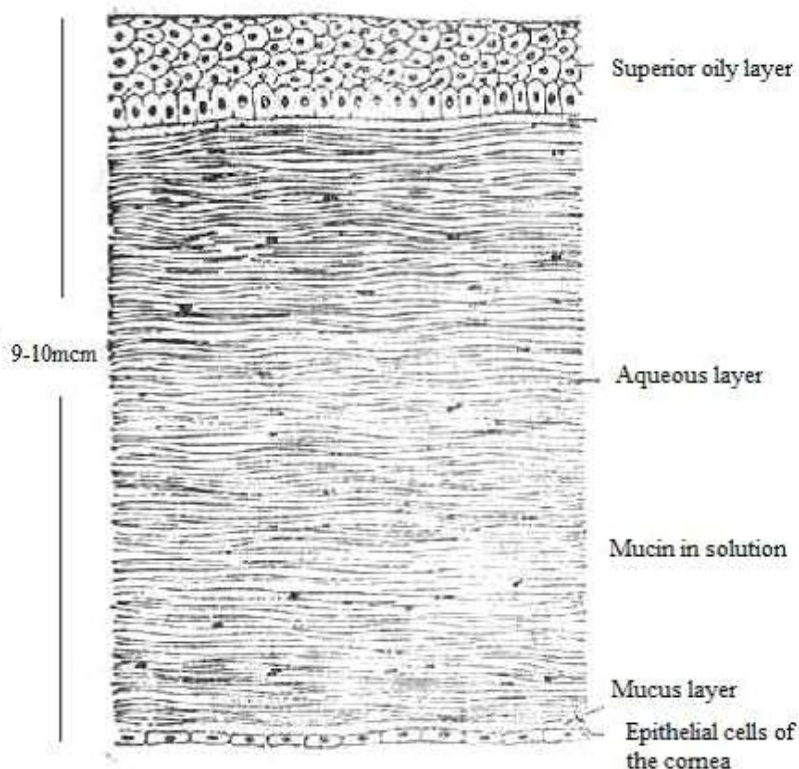 Superior oily layer
9-10mcm
Aqueous layer
Mucin in solution
Mucus layer
Epithelial cells of
the cornea